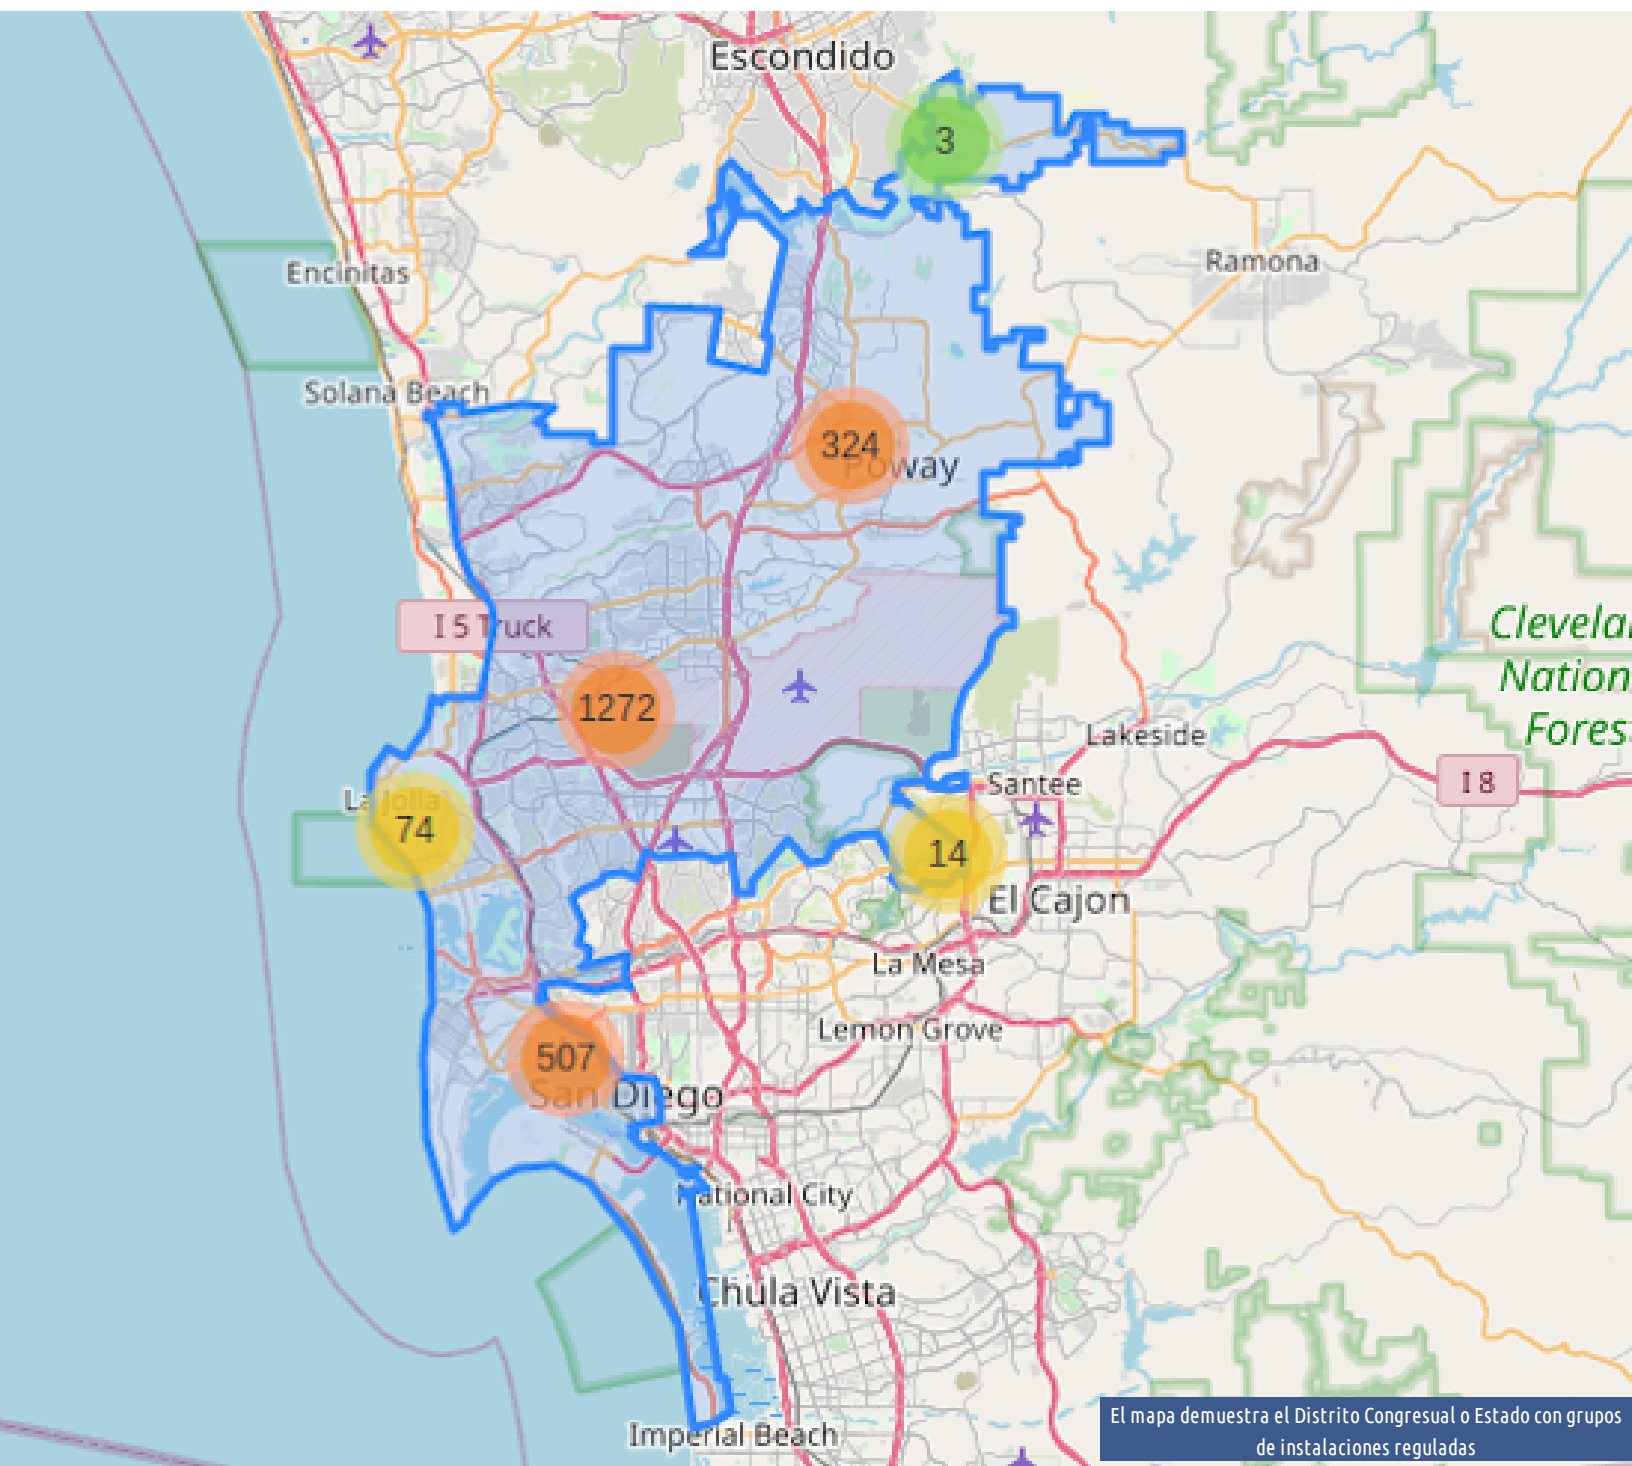 Escondido
3
Encinitas
Ramona
Solana Beach
324
Poway
I 5 Truck
Clevela
Nation
Fores
1272
Lakeside
I 8
Santee
La Jolla
74
14
El Cajon
La Mesa
Lemon Grove
507
San Diego
National City
Chula Vista
Imperial Beach
El mapa demuestra el Distrito Congresual o Estado con grupos
de instalaciones reguladas